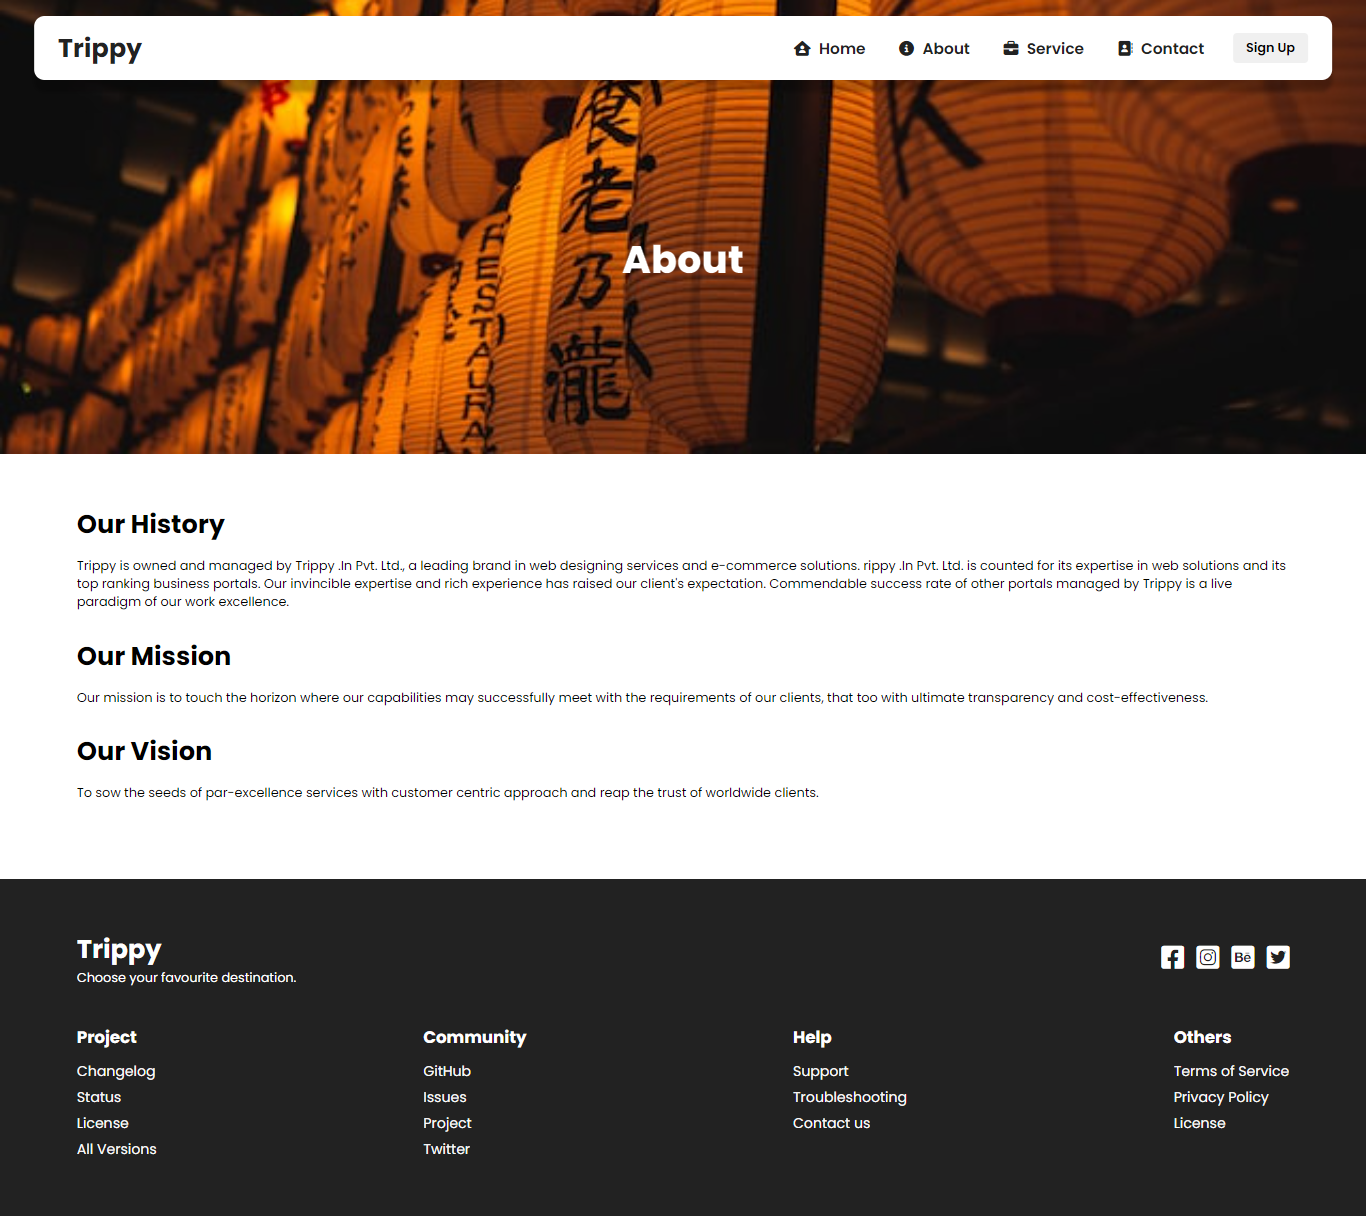 Trippy
Home
About
Service
Contact
Sign Up
食
老
乃
瀧
RESTAURA
About
Our History
Trippy is owned and managed by Trippy .In Pvt. Ltd., a leading brand in web designing services and e-commerce solutions. rippy .In Pvt. Ltd. is counted for its expertise in web solutions and its
top ranking business portals. Our invincible expertise and rich experience has raised our client's expectation. Commendable success rate of other portals managed by Trippy is a live
paradigm of our work excellence.
Our Mission
Our mission is to touch the horizon where our capabilities may successfully meet with the requirements of our clients, that too with ultimate transparency and cost-effectiveness.
Our Vision
To sow the seeds of par-excellence services with customer centric approach and reap the trust of worldwide clients.
Trippy
Choose your favourite destination.
Bē
Project
Changelog
Status
License
All Versions
Community
GitHub
Issues
Project
Twitter
Help
Support
Troubleshooting
Contact us
Others
Terms of Service
Privacy Policy
License